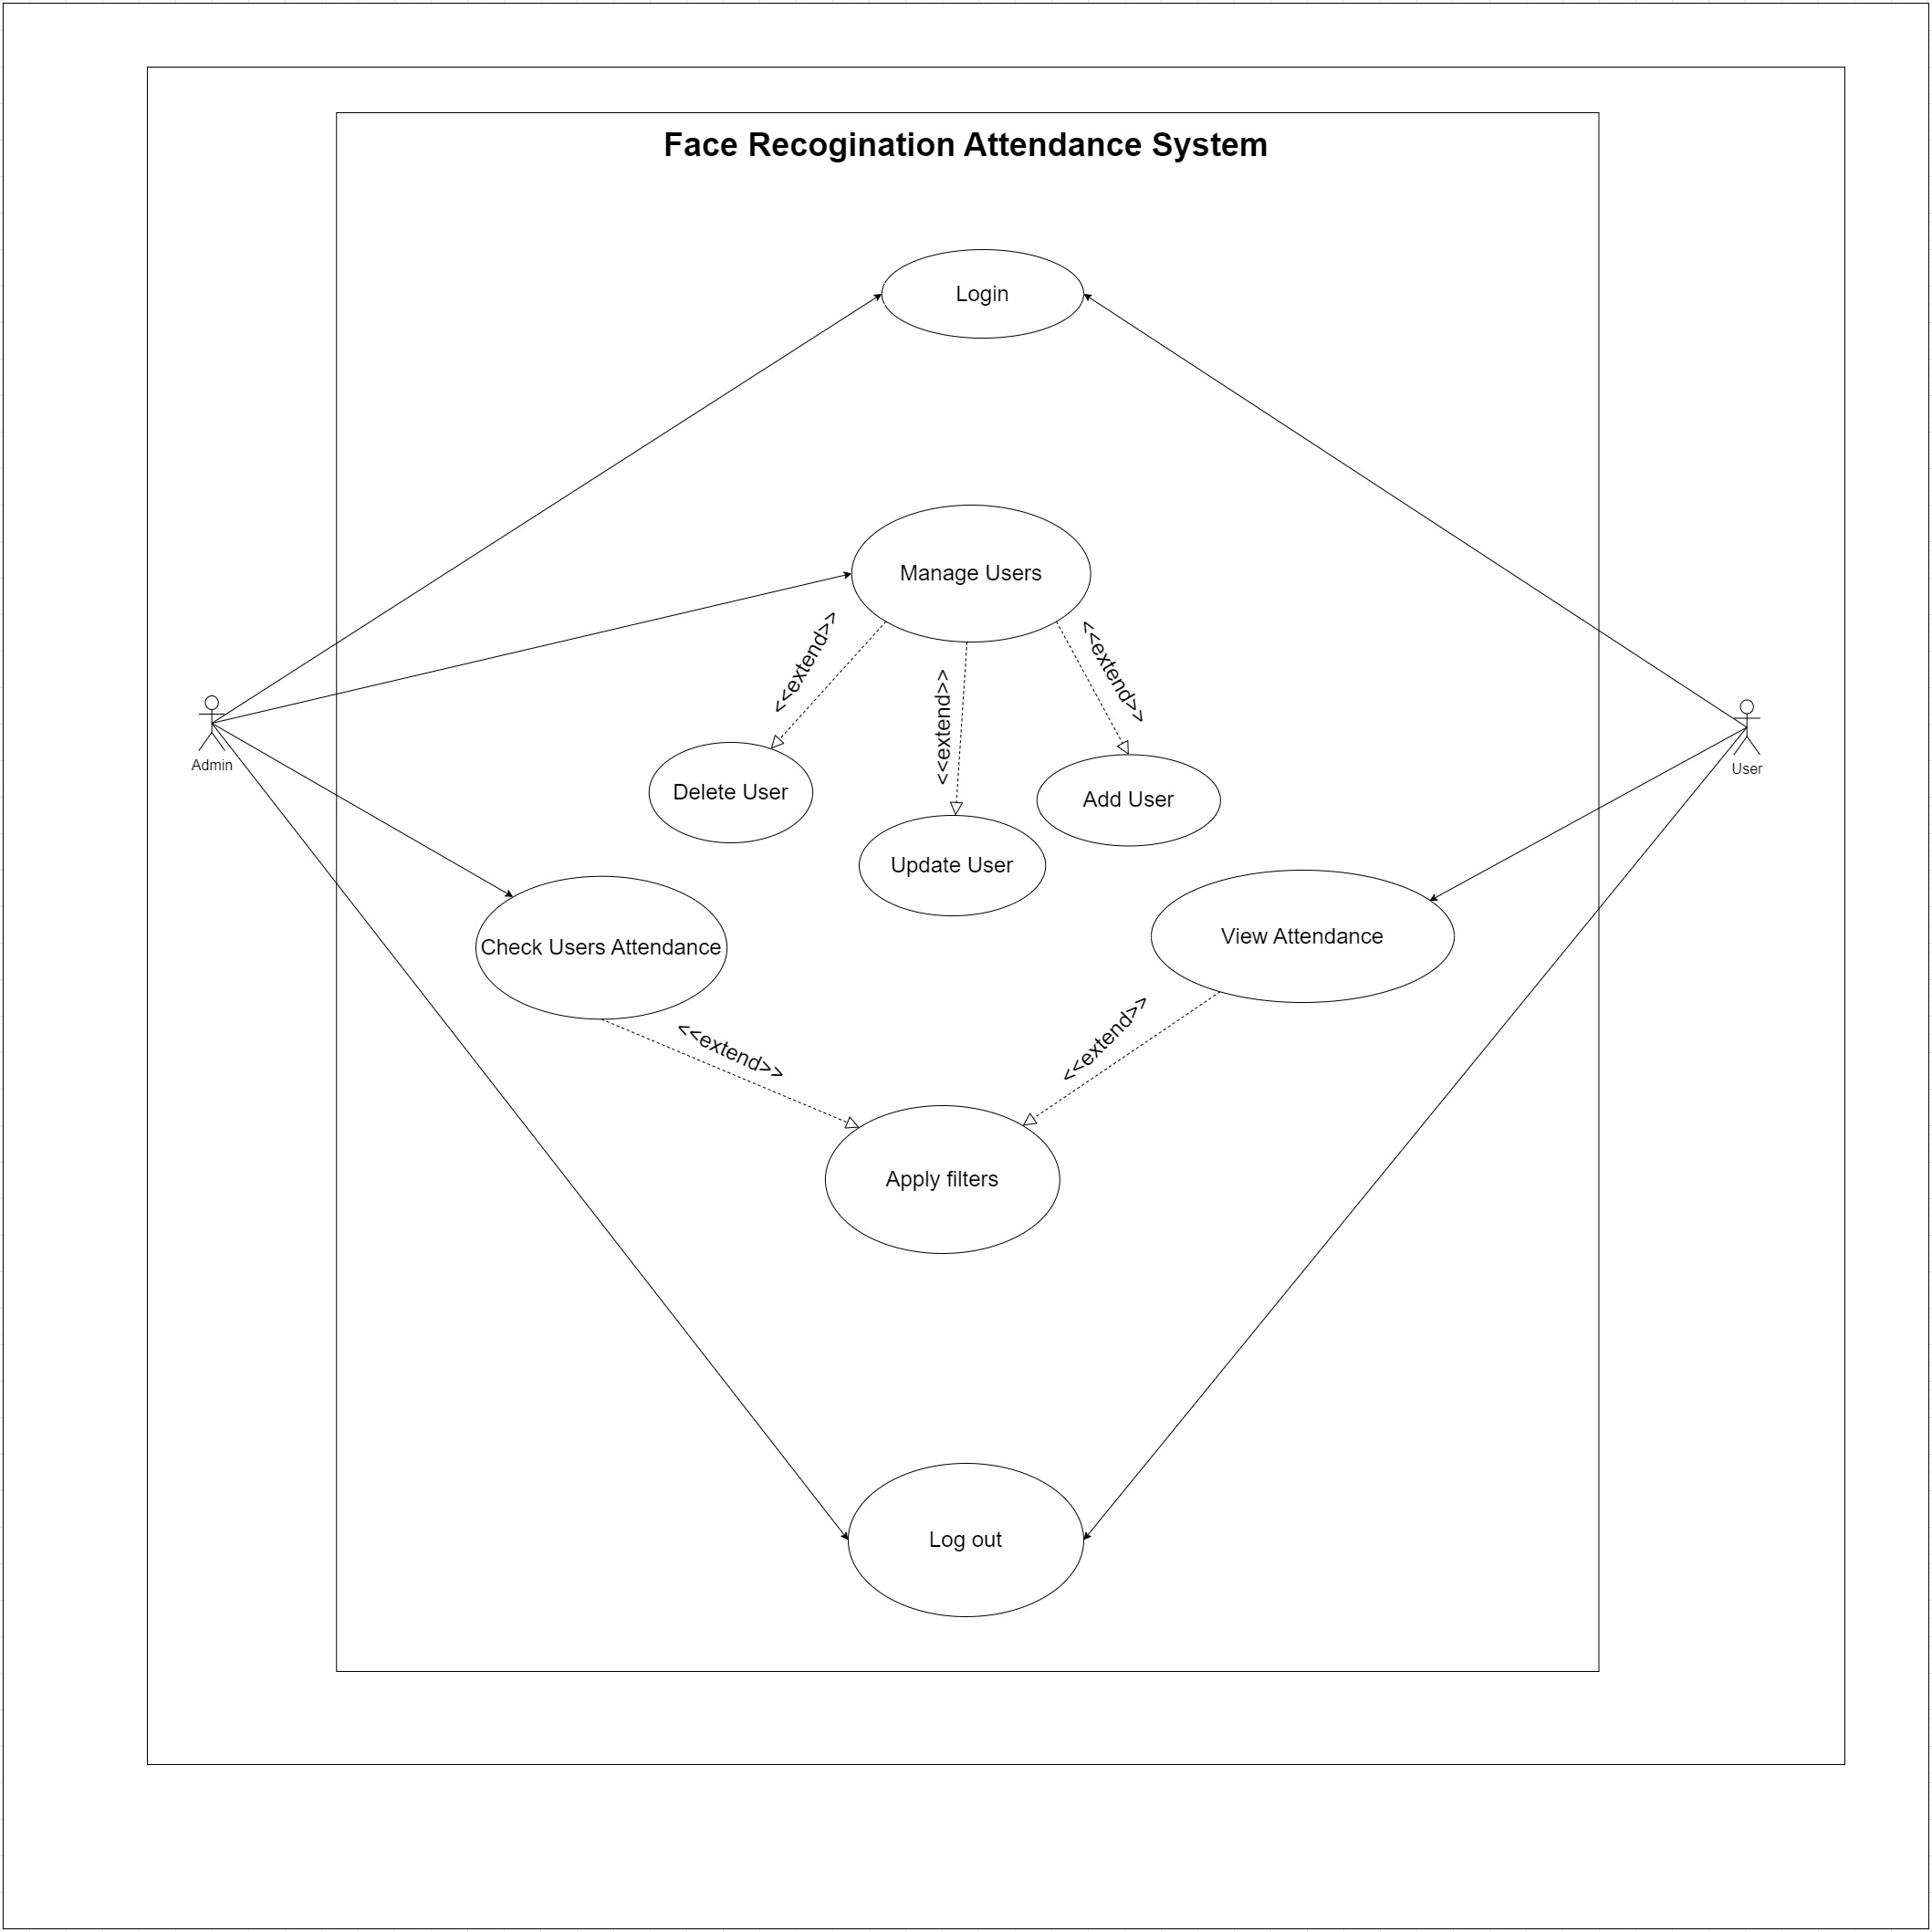 Face Recogination Attendance System
Login
Manage Users
<<extend>>
<<extend>>
<<extend>>
Admin
User
Delete User
Add User
Update User
Check Users Attendance
View Attendance
<<extend>>
<<extend>>
Apply filters
Log out